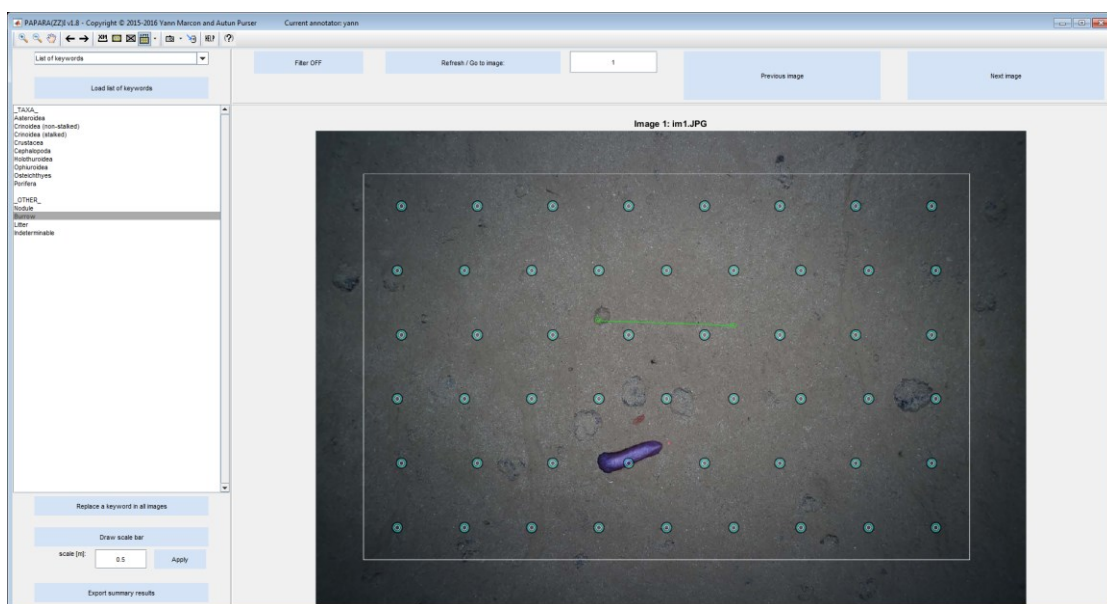 PAPARA(ZZ)I v1.8 - Copyright © 2015-2016 Yann Marcon and Autun Purser Current annotator: yann
HELP
List of keywords
Load list of keywords
Filter OFF
Refresh / Go to image:
1
Previous image
Next image
_TAXA_
Asteroidea
Crinoidea (non-stalked)
Crinoidea (stalked)
Crustacea
Cephalopoda
Holothuroidea
Ophiuroidea
Osteichthyes
Porifera
_OTHER_
Nodule
Burrow
Litter
Indeterminable
Image 1: im1.JPG
Replace a keyword in all images
Draw scale bar
scale [m]:
0.5
Apply
Export summary results